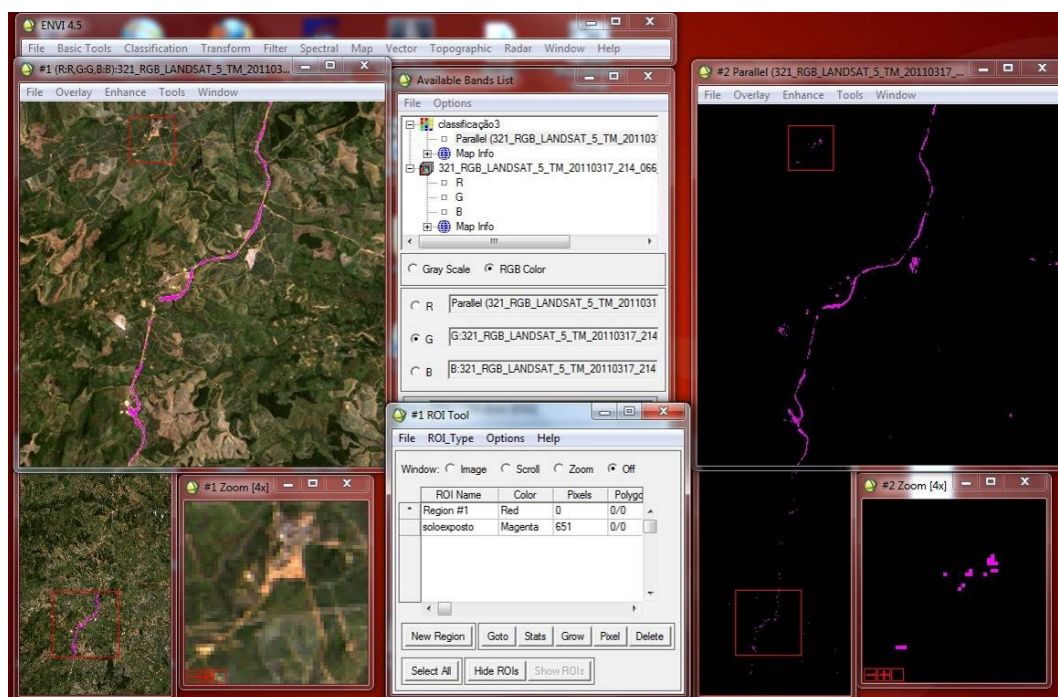 ENVI 4.5
File Basic Tools Classification Transform Filter Spectral Map Vector Topographic Radar Window Help
#1 (R:R,G:G,B:B):321_RGB_LANDSAT_5_TM_201103...
File Overlay Enhance Tools Window
Available Bands List
File Options
classificação3
Parallel (321_RGB_LANDSAT_5_TM_201103
Map Info
321_RGB_LANDSAT_5_TM_20110317_214_066_
R
G
B
Map Info
Gray Scale RGB Color
R Parallel (321_RGB_LANDSAT_5_TM_2011031
G G:321_RGB_LANDSAT_5_TM_20110317_214
B B:321_RGB_LANDSAT_5_TM_20110317_214
#2 Parallel (321_RGB_LANDSAT_5_TM_20110317_...
File Overlay Enhance Tools Window
#1 Zoom [4x]
#1 ROI Tool
File ROI_Type Options Help
Window: Image Scroll Zoom Off
ROI Name Color Pixels Polygo
* Region #1 Red 0 0/0
soloexposto Magenta 651 0/0
New Region Goto Stats Grow Pixel Delete
Select All Hide ROIs Show ROIs
#2 Zoom [4x]